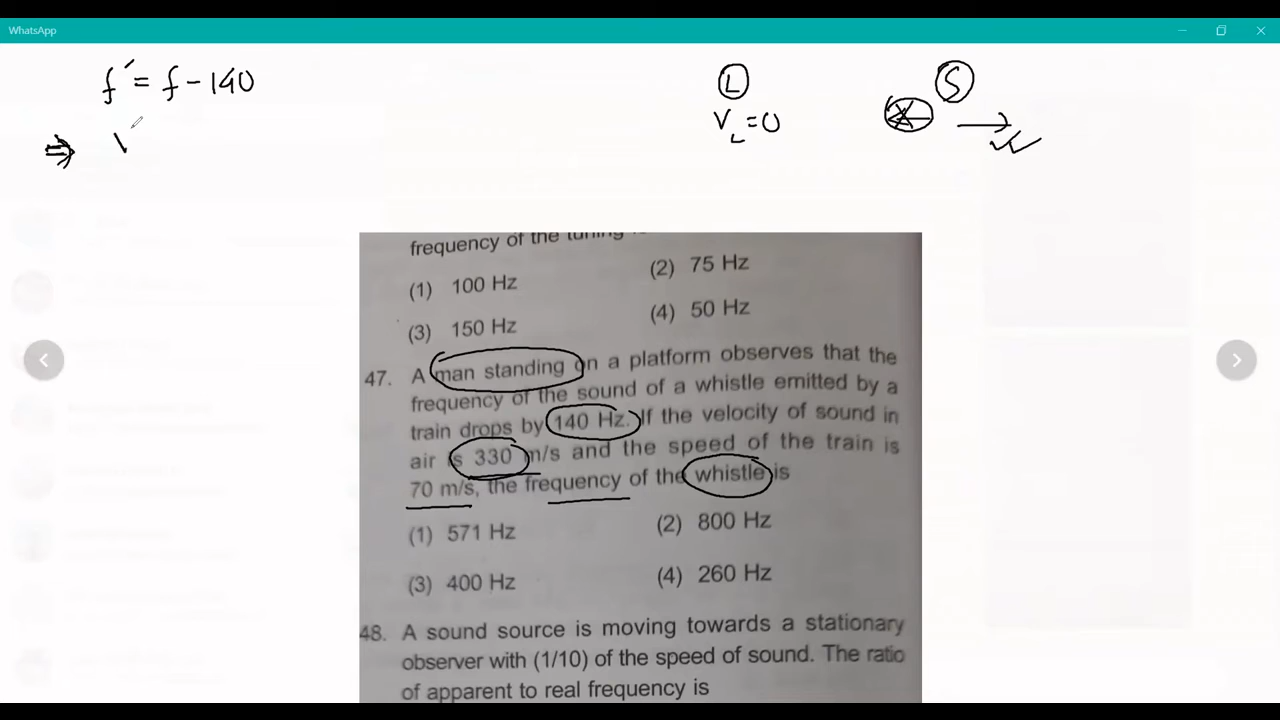 WhatsApp
f′ = f - 140
L
S
V_L = 0
⇒ V
frequency of the tuning
(1) 100 Hz
(2) 75 Hz
(3) 150 Hz
(4) 50 Hz
47. A man standing on a platform observes that the
frequency of the sound of a whistle emitted by a
train drops by 140 Hz. If the velocity of sound in
air is 330 m/s and the speed of the train is
70 m/s, the frequency of the whistle is
(1) 571 Hz
(2) 800 Hz
(3) 400 Hz
(4) 260 Hz
48. A sound source is moving towards a stationary
observer with (1/10) of the speed of sound. The ratio
of apparent to real frequency is